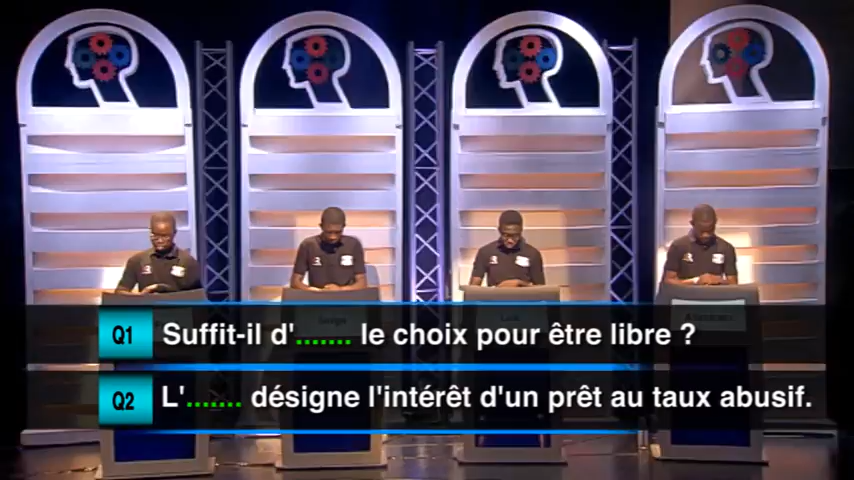 Q1 Suffit-il d'....... le choix pour être libre ?
Q2 L'....... désigne l'intérêt d'un prêt au taux abusif.